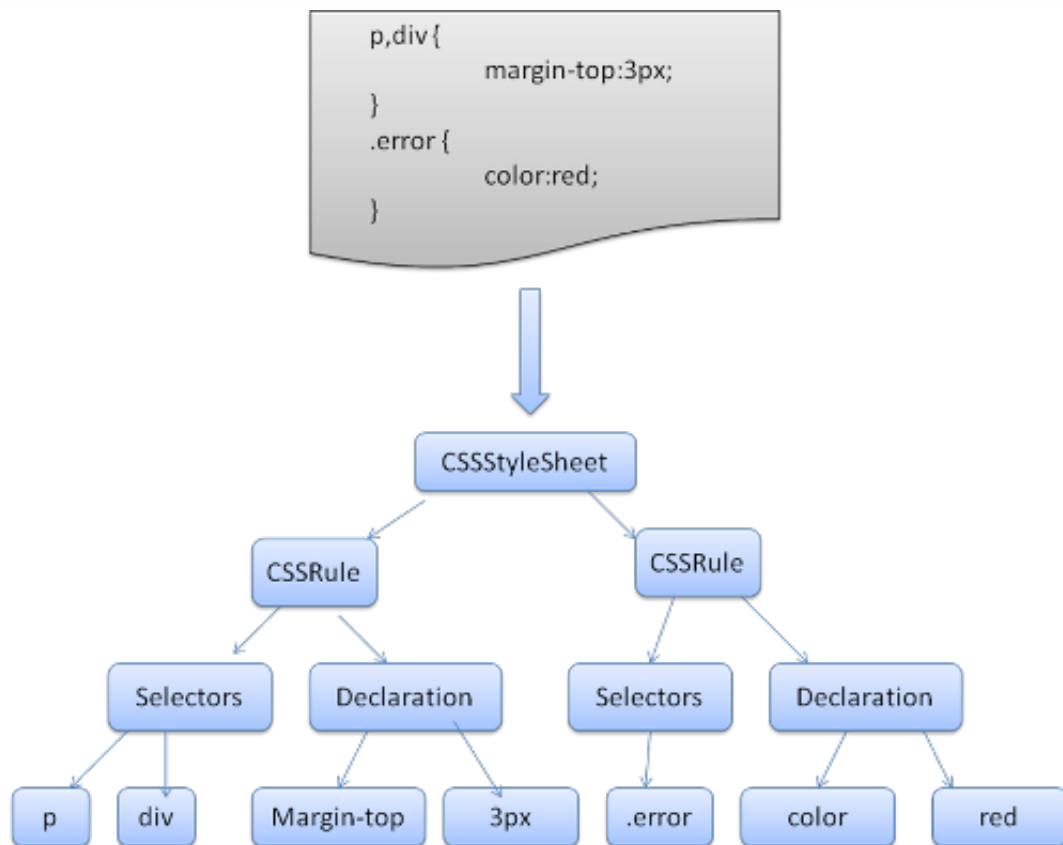 p,div {
margin-top:3px;
}
.error {
color:red;
}
CSSStyleSheet
CSSRule
CSSRule
Selectors
Declaration
Selectors
Declaration
p
div
Margin-top
3px
.error
color
red